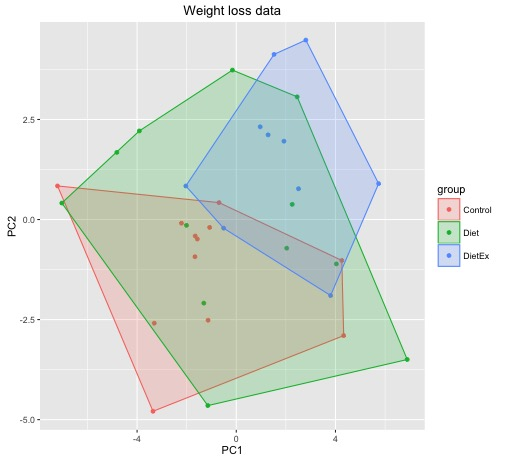 Weight loss data
2.5
0.0
-2.5
-5.0
PC2
-4
0
4
PC1
group
Control
Diet
DietEx